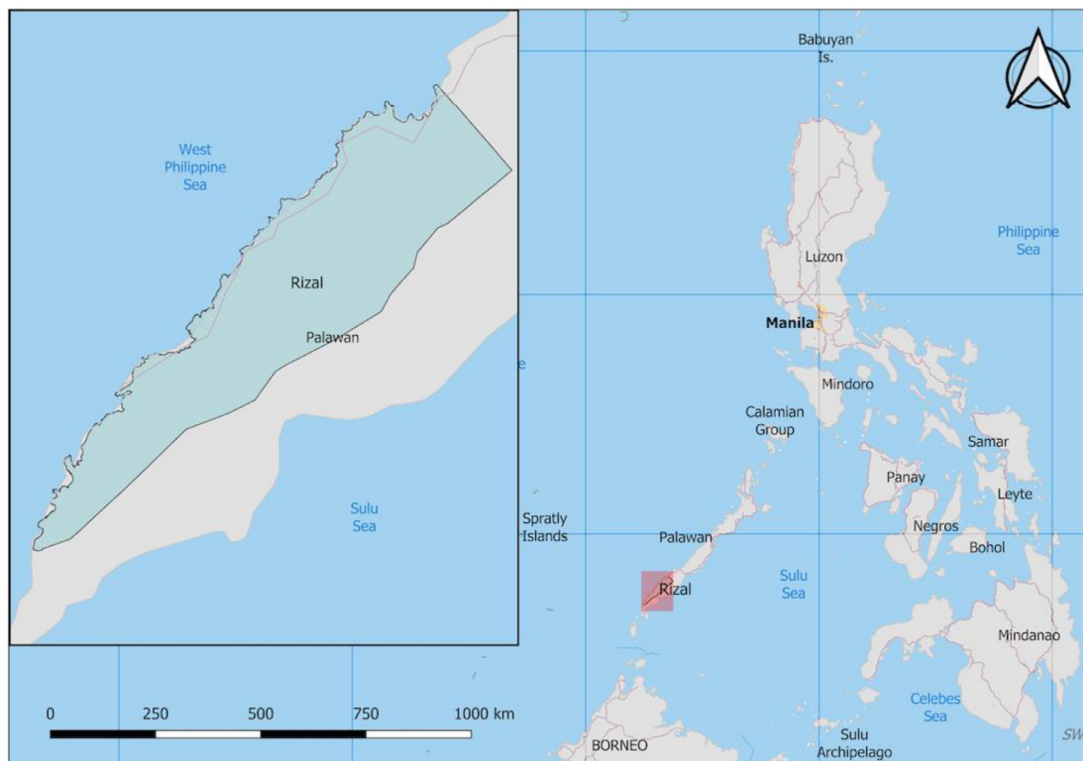 West
Philippine
Sea
Rizal
Palawan
Sulu
Sea
Babuyan
Is.
Luzon
Philippine
Sea
Manila
Mindoro
Calamian
Group
Samar
Panay
Leyte
Negros
Bohol
Spratly
Islands
Palawan
Sulu
Sea
Rizal
Mindanao
Celebes
Sea
Sulu
Archipelago
BORNEO
0 250 500 750 1000 km